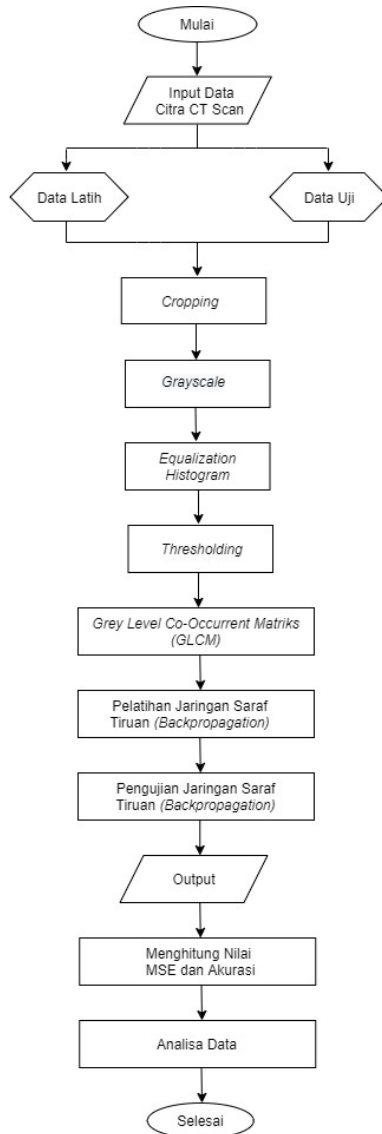 Mulai
Input Data
Citra CT Scan
Data Latih
Data Uji
Cropping
Grayscale
Equalization
Histogram
Thresholding
Grey Level Co-Occurrent Matriks
(GLCM)
Pelatihan Jaringan Saraf
Tiruan (Backpropagation)
Pengujian Jaringan Saraf
Tiruan (Backpropagation)
Output
Menghitung Nilai
MSE dan Akurasi
Analisa Data
Selesai